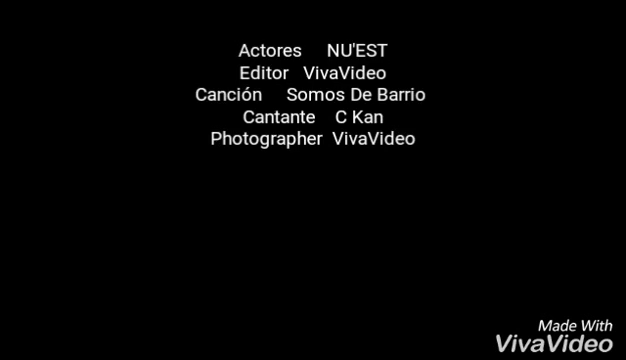 Actores NU'EST
Editor VivaVideo
Canción Somos De Barrio
Cantante C Kan
Photographer VivaVideo
Made With
VivaVideo